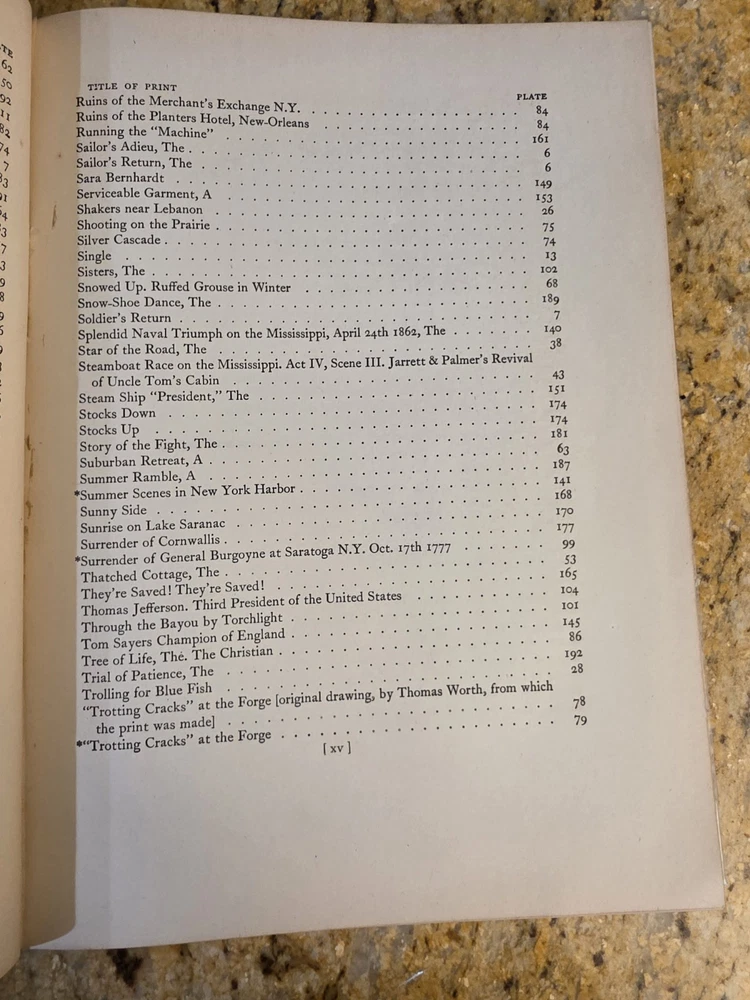 TITLE OF PRINT PLATE
Ruins of the Merchant's Exchange N.Y. 84
Ruins of the Planters Hotel, New-Orleans 84
Running the "Machine" 161
Sailor's Adieu, The 6
Sailor's Return, The 6
Sara Bernhardt 149
Serviceable Garment, A 153
Shakers near Lebanon 26
Shooting on the Prairie 75
Silver Cascade 74
Single 13
Sisters, The 102
Snowed Up. Ruffed Grouse in Winter 68
Snow-Shoe Dance, The 189
Soldier's Return 7
Splendid Naval Triumph on the Mississippi, April 24th 1862, The 140
Star of the Road, The 38
Steamboat Race on the Mississippi. Act IV, Scene III. Jarrett & Palmer's Revival
of Uncle Tom's Cabin 43
Steam Ship "President," The 151
Stocks Down 174
Stocks Up 174
Story of the Fight, The 181
Suburban Retreat, A 63
Summer Ramble, A 187
*Summer Scenes in New York Harbor 141
Sunny Side 168
Sunrise on Lake Saranac 170
Surrender of Cornwallis 177
*Surrender of General Burgoyne at Saratoga N.Y. Oct. 17th 1777 99
Thatched Cottage, The 53
They're Saved! They're Saved! 165
Thomas Jefferson. Third President of the United States 104
Through the Bayou by Torchlight 101
Tom Sayers Champion of England 145
Tree of Life, The. The Christian 86
Trial of Patience, The 192
Trolling for Blue Fish 28
"Trotting Cracks" at the Forge [original drawing, by Thomas Worth, from which
the print was made] 78
*"Trotting Cracks" at the Forge 79
[ xv ]